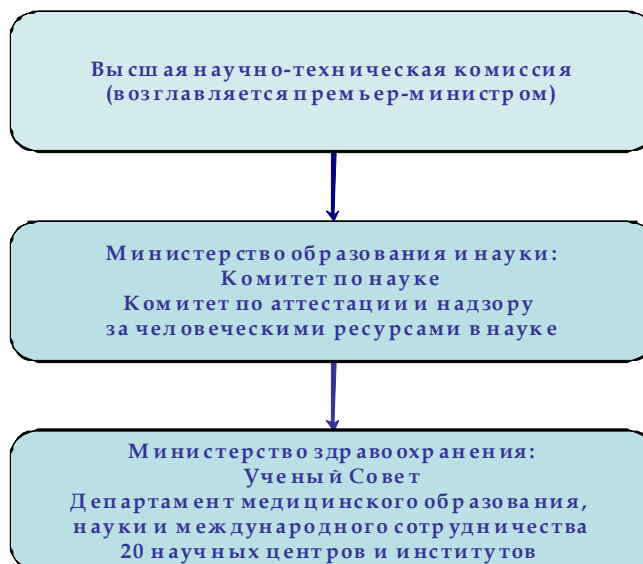 Высшая научно-техническая комиссия
(возглавляется премьер-министром)
Министерство образования и науки:
Комитет по науке
Комитет по аттестации и надзору
за человеческими ресурсами в науке
Министерство здравоохранения:
Ученый Совет
Департамент медицинского образования,
науки и международного сотрудничества
20 научных центров и институтов